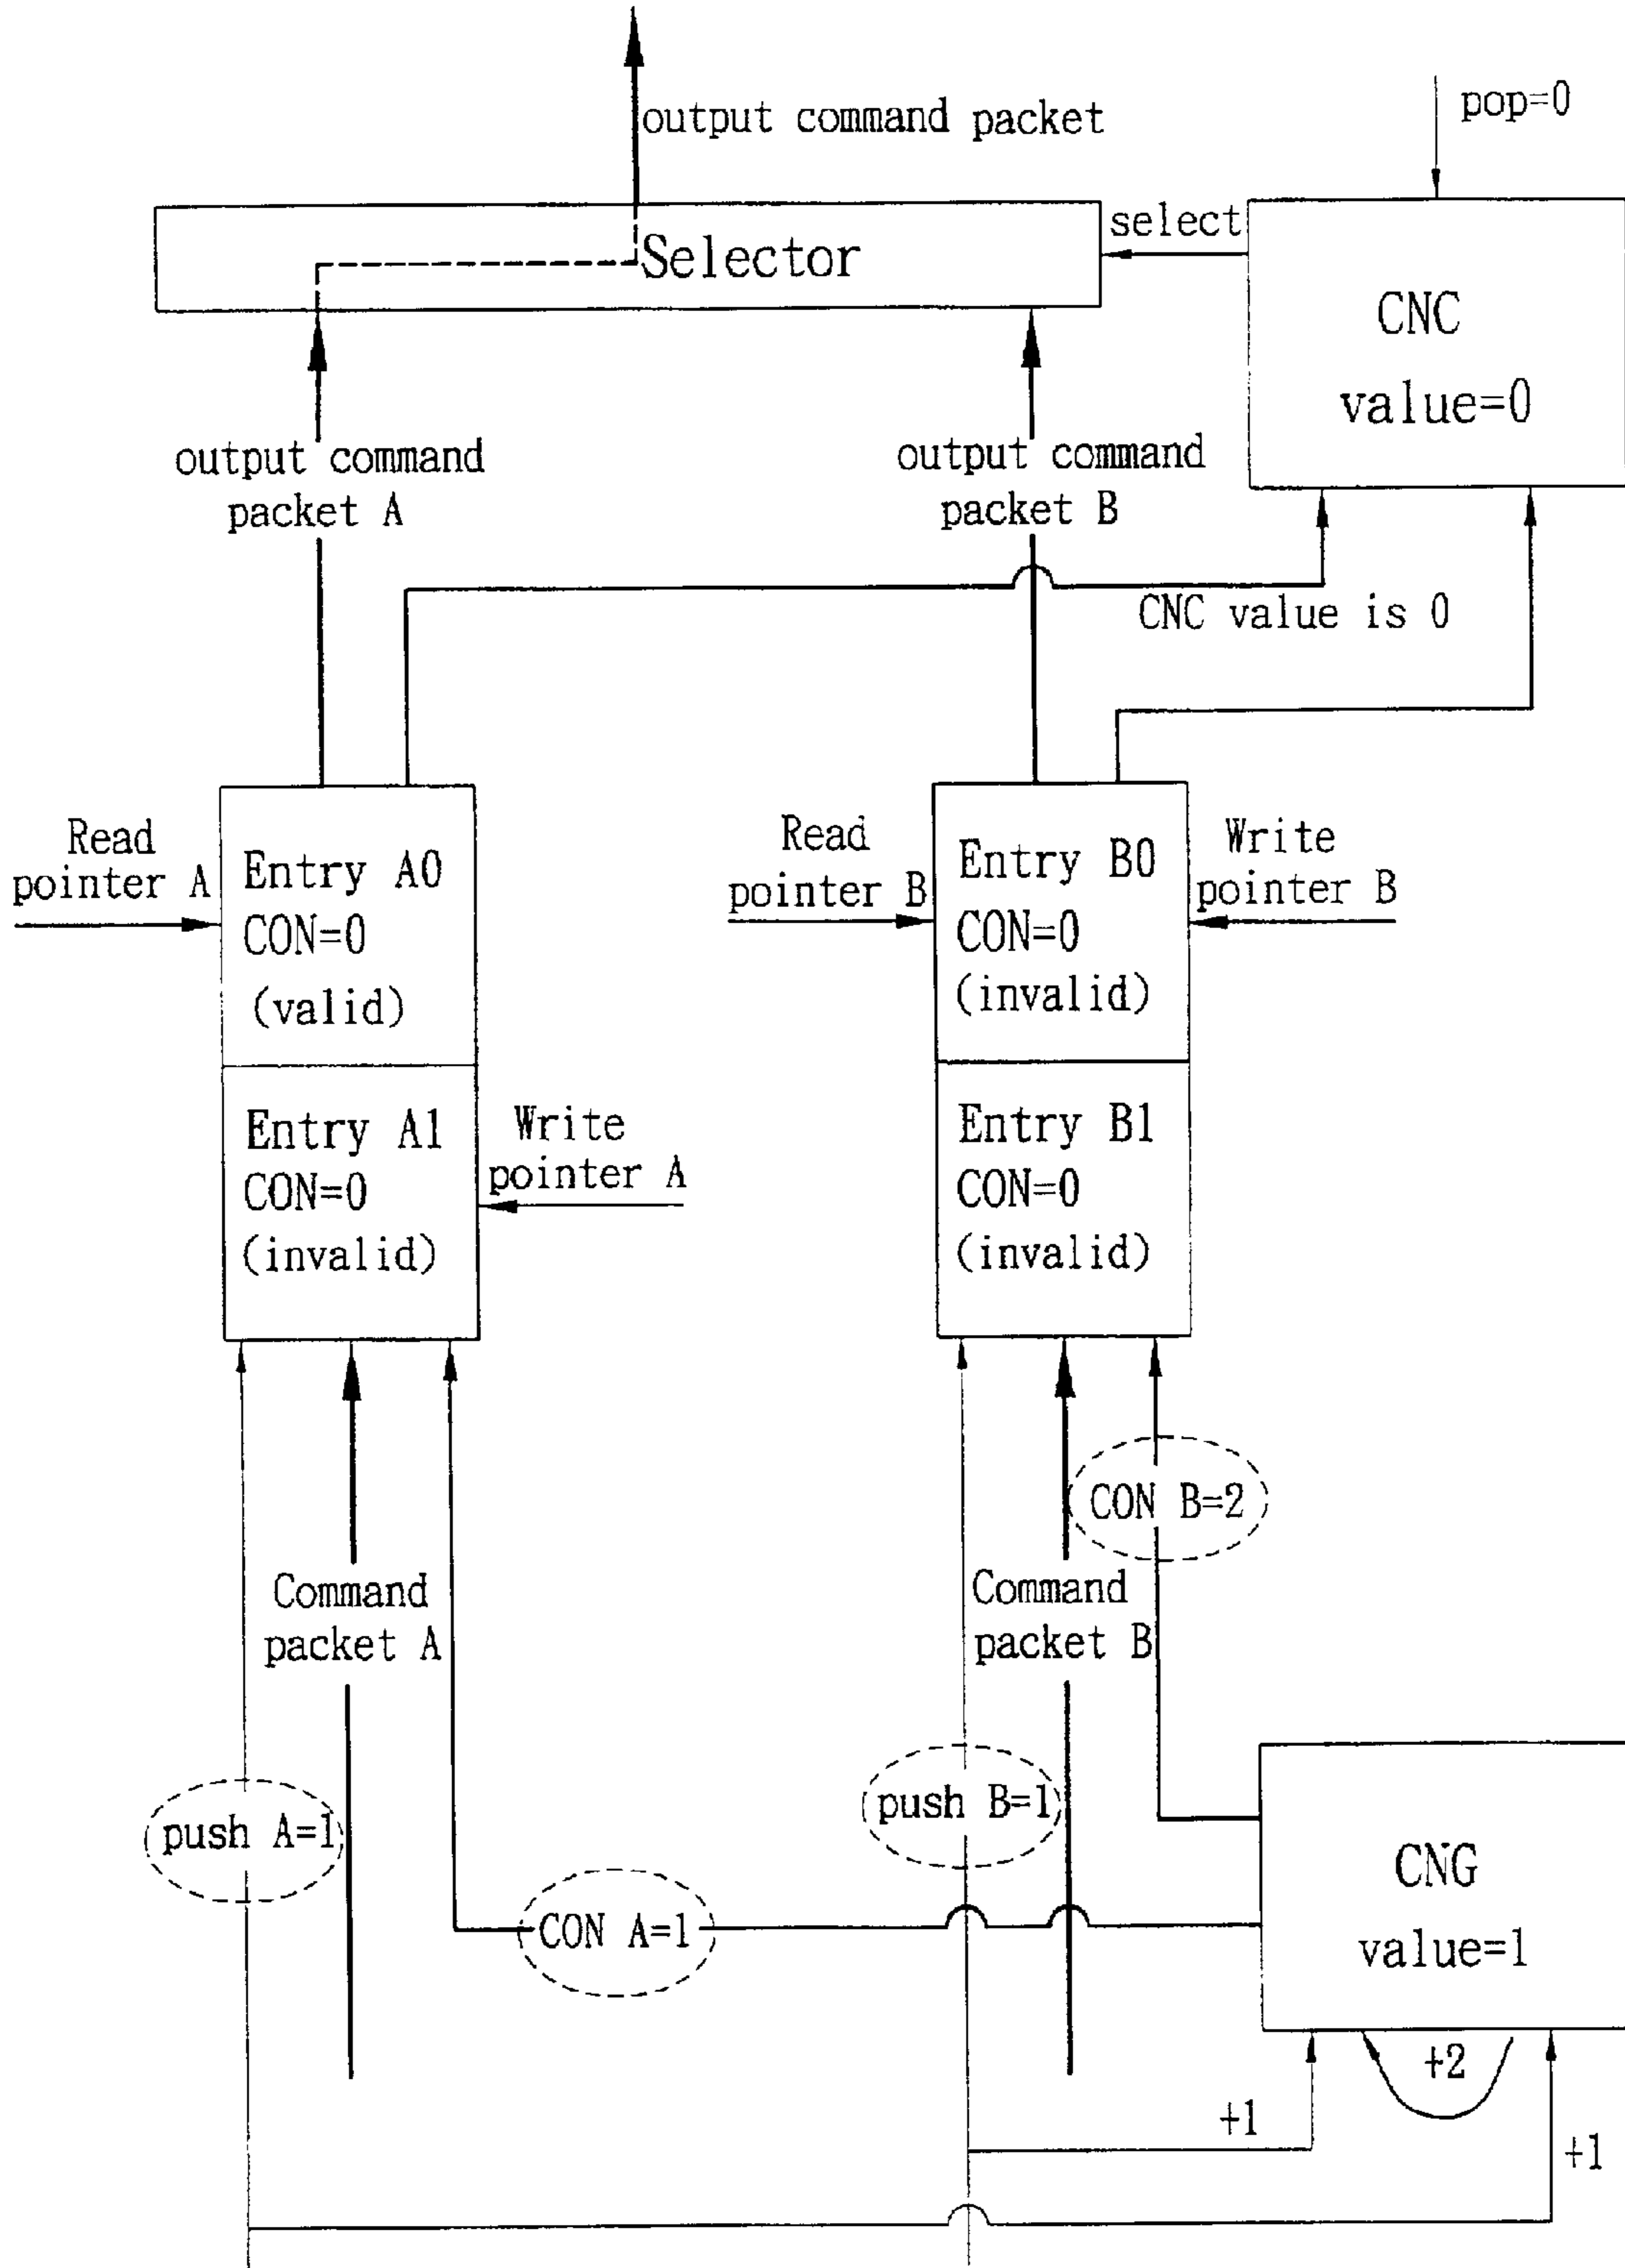 output command packet
pop=0
select
Selector
CNC
value=0
output command
packet A
output command
packet B
CNC value is 0
Read
pointer A
Entry A0
CON=0
(valid)
Read
pointer B
Entry B0
CON=0
(invalid)
Write
pointer B
Entry A1
CON=0
(invalid)
Write
pointer A
Entry B1
CON=0
(invalid)
CON B=2
Command
packet A
Command
packet B
push A=1
push B=1
CON A=1
CNG
value=1
+2
+1
+1